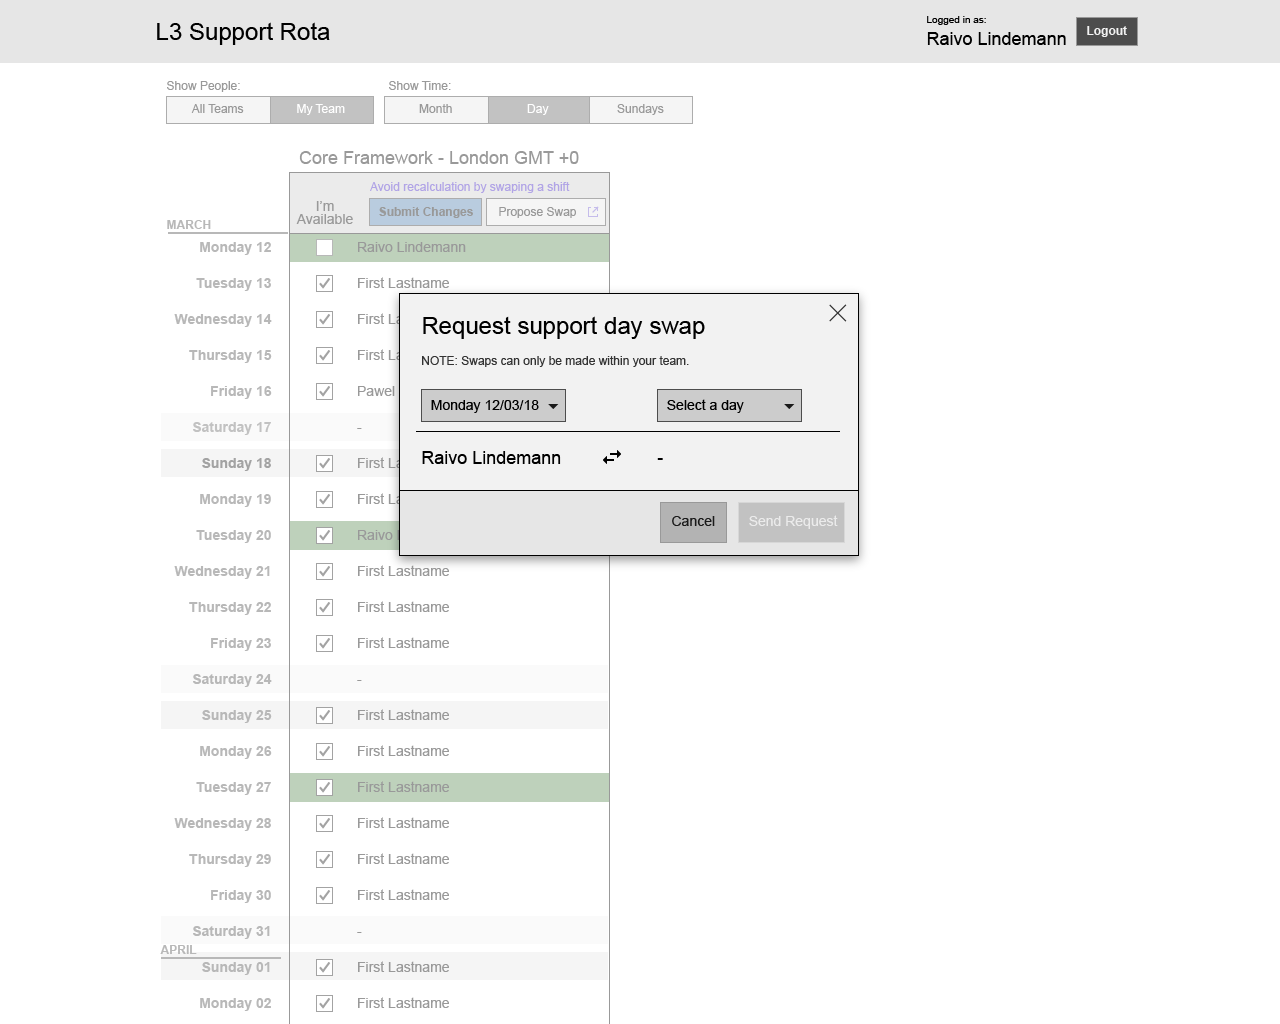 L3 Support Rota
Logged in as:
Raivo Lindemann
Logout
Show People:
Show Time:
All Teams
My Team
Month
Day
Sundays
Core Framework - London GMT +0
Avoid recalculation by swaping a shift
I'm
Available
Submit Changes
Propose Swap
MARCH
Monday 12
Raivo Lindemann
Tuesday 13
First Lastname
Wednesday 14
First La
Thursday 15
First La
Friday 16
Pawel
Saturday 17
-
Sunday 18
First La
Monday 19
First La
Tuesday 20
Raivo
Wednesday 21
First Lastname
Thursday 22
First Lastname
Friday 23
First Lastname
Saturday 24
-
Sunday 25
First Lastname
Monday 26
First Lastname
Tuesday 27
First Lastname
Wednesday 28
First Lastname
Thursday 29
First Lastname
Friday 30
First Lastname
Saturday 31
-
APRIL
Sunday 01
First Lastname
Monday 02
First Lastname
Request support day swap
NOTE: Swaps can only be made within your team.
Monday 12/03/18
Select a day
Raivo Lindemann
-
Cancel
Send Request